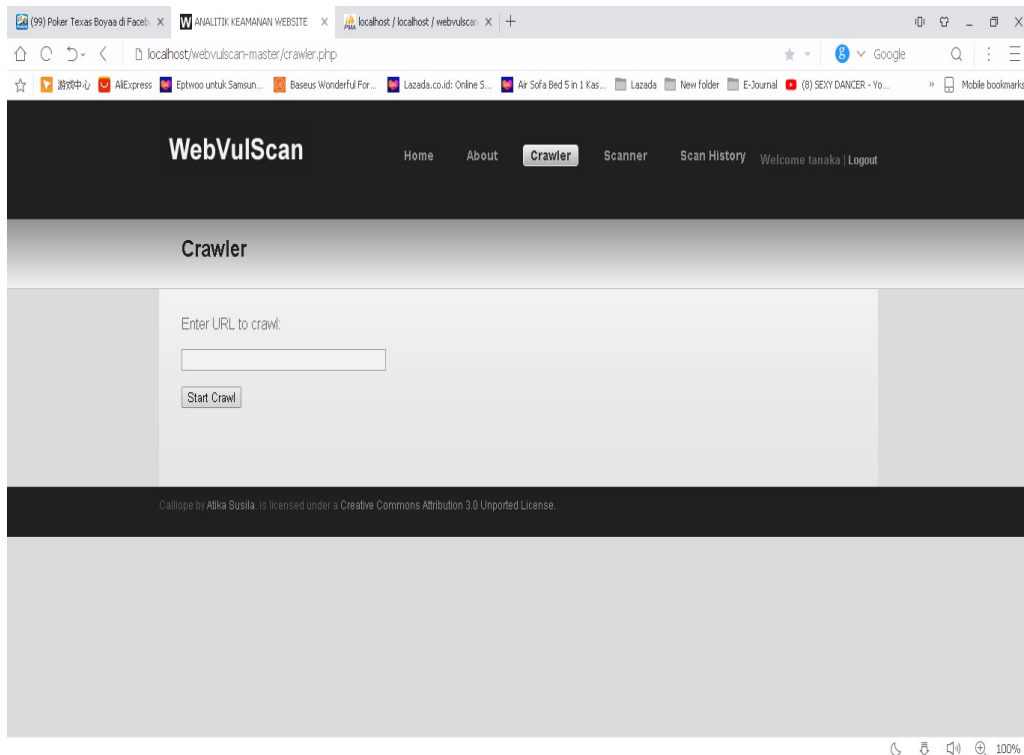 (99) Poker Texas Boyaa di Faceb
ANALITIK KEAMANAN WEBSITE
localhost / localhost / webvulscan
localhost/webvulscan-master/crawler.php
Google
游戏中心
AliExpress
Eptwoo untuk Samsun...
Baseus Wonderful For...
Lazada.co.id: Online S...
Air Sofa Bed 5 in 1 Kas...
Lazada
New folder
E-Journal
(8) SEXY DANCER - Yo...
Mobile bookmarks
WebVulScan
Home
About
Crawler
Scanner
Scan History
Welcome tanaka | Logout
Crawler
Enter URL to crawl:
Start Crawl
Calliope by Atika Susila. is licensed under a Creative Commons Attribution 3.0 Unported License.
100%